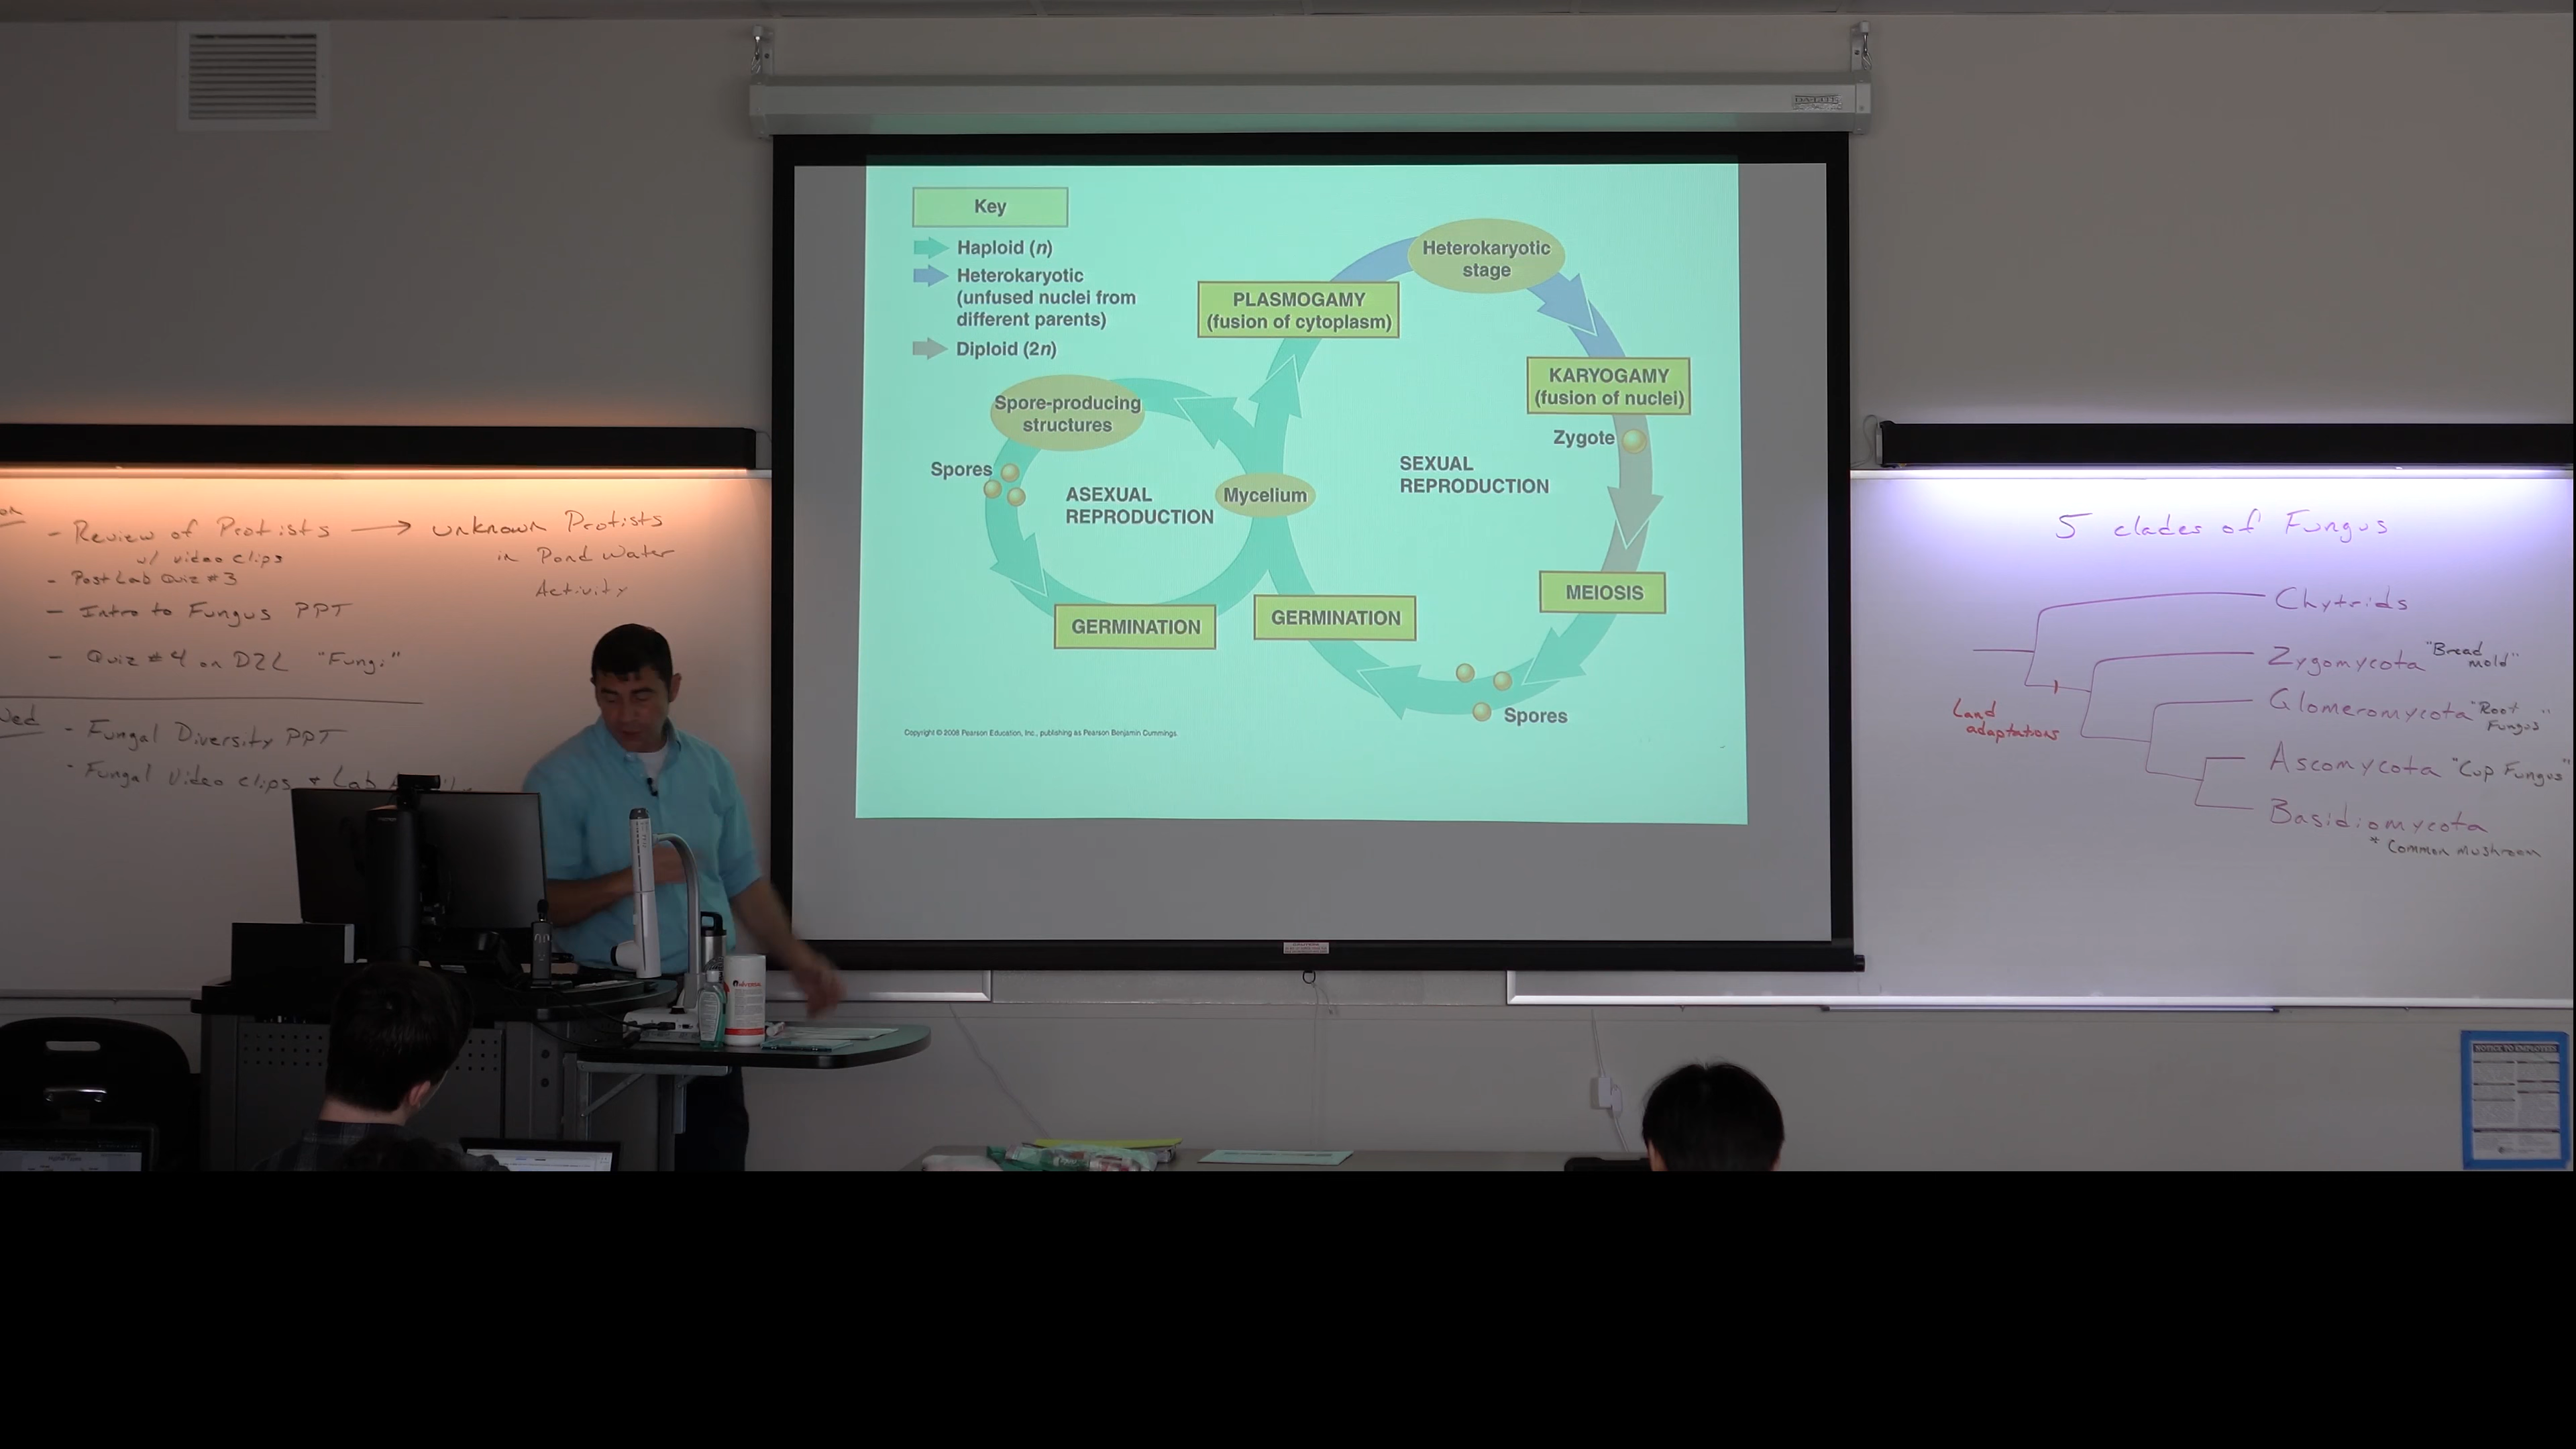 Key
Haploid (n)
Heterokaryotic
(unfused nuclei from
different parents)
Diploid (2n)
Heterokaryotic
stage
PLASMOGAMY
(fusion of cytoplasm)
KARYOGAMY
(fusion of nuclei)
Zygote
Spore-producing
structures
Spores
ASEXUAL
REPRODUCTION
Mycelium
SEXUAL
REPRODUCTION
MEIOSIS
GERMINATION
GERMINATION
Spores
Copyright © 2008 Pearson Education, Inc., publishing as Pearson Benjamin Cummings.
- Review of Protists → unknown Protists
w/ video clips
in Pond Water
Activity
- Post Lab Quiz #3
- Intro to Fungus PPT
- Quiz #4 on D2L "Fungi"
- Fungal Diversity PPT
- Fungal Video clips + Lab
5 clades of Fungus
Chytrids
Zygomycota "Bread
mold"
Glomeromycota "Root
Fungus"
Ascomycota "Cup Fungus"
Basidiomycota
* Common mushroom
Land
adaptations
NOTICE TO EMPLOYEES